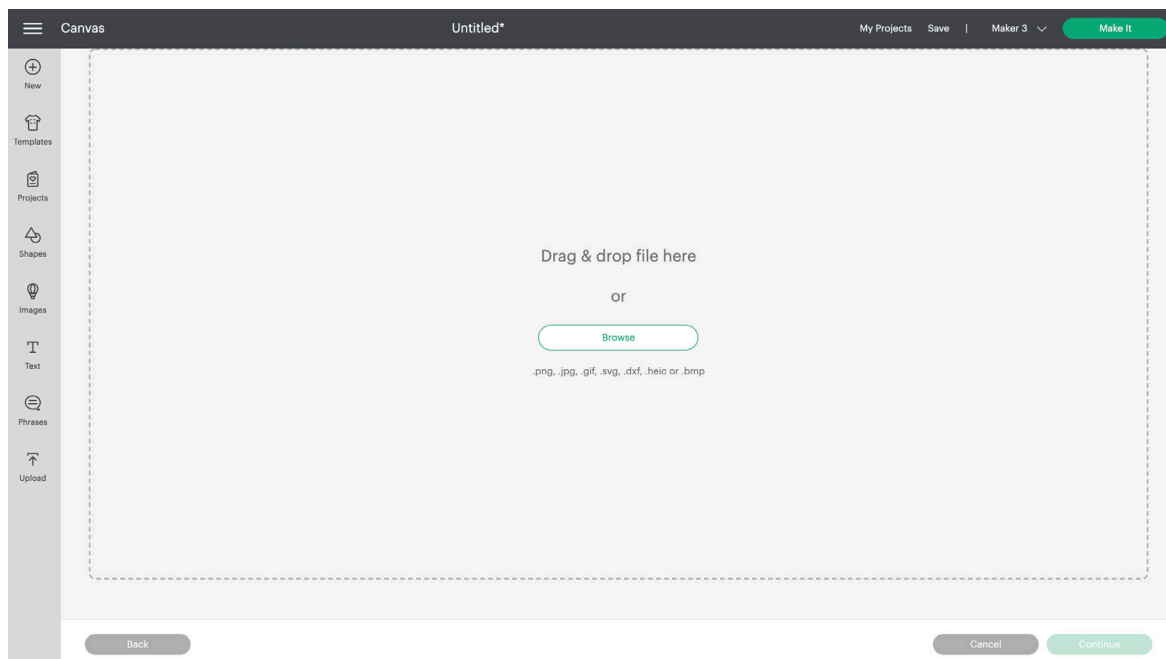 Canvas
Untitled*
My Projects Save | Maker 3 Make It
New
Templates
Projects
Shapes
Images
Text
Phrases
Upload
Drag & drop file here
or
Browse
.png, .jpg, .gif, .svg, .dxf, .heic or .bmp
Back
Cancel
Continue